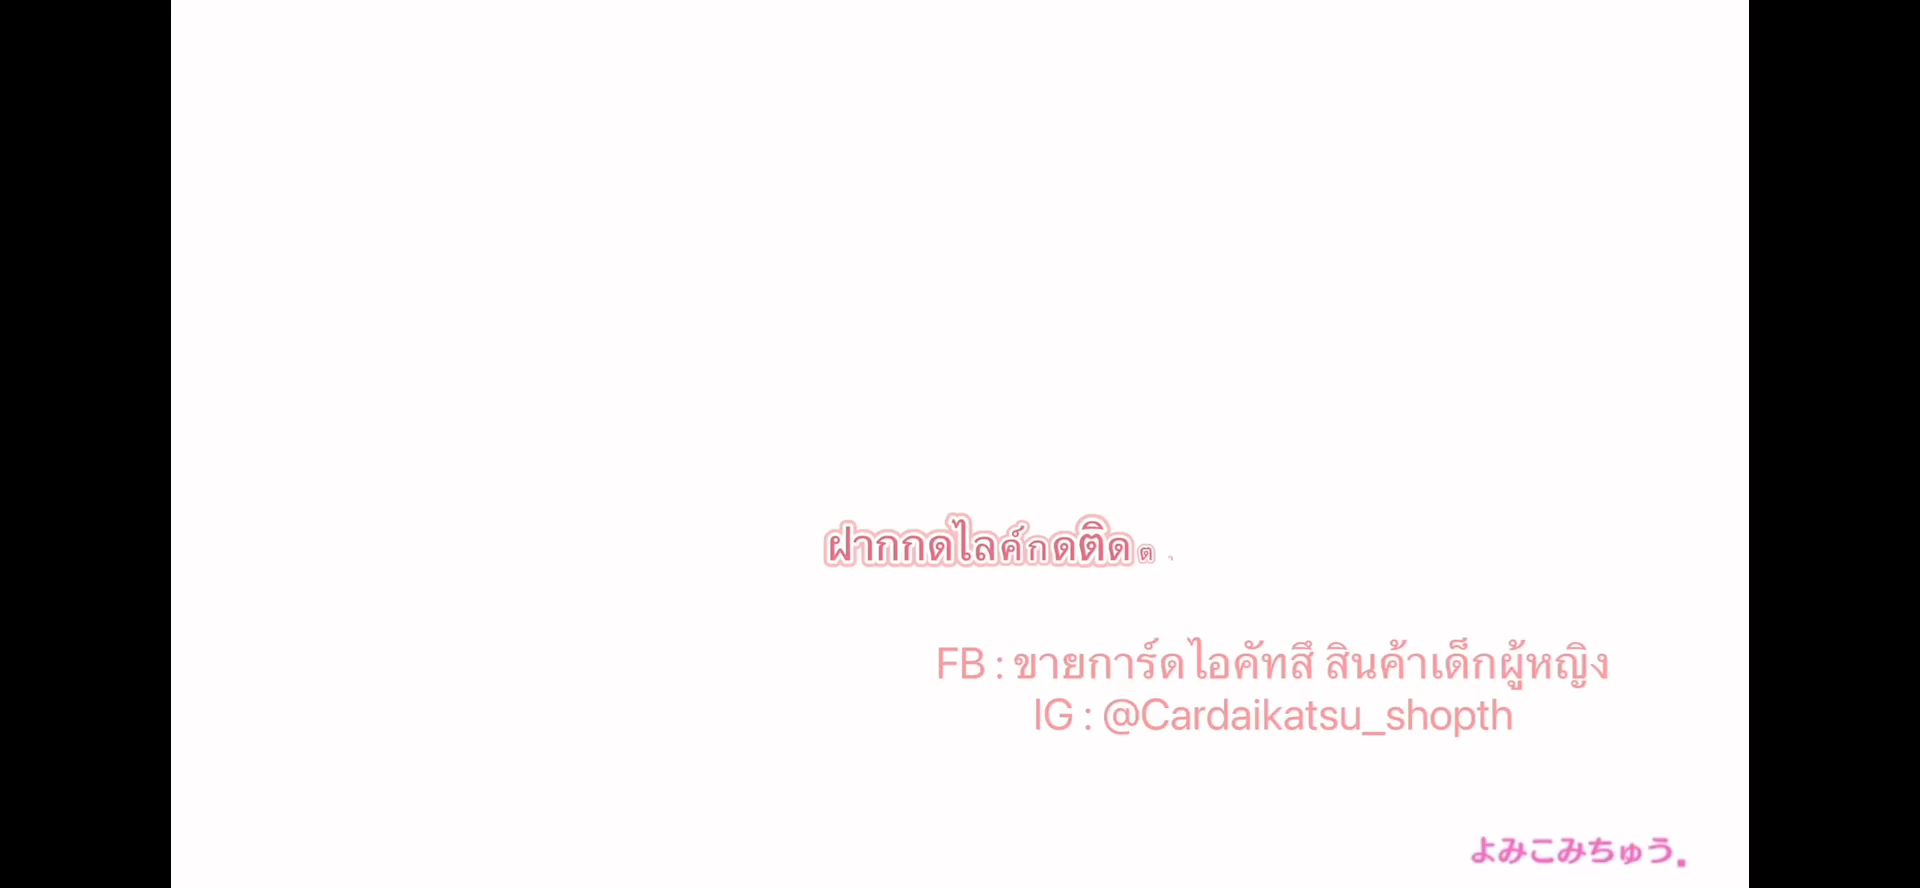 ฝากกดไลค์กดติดต
FB : ขายการ์ดไอคัทสึ สินค้าเด็กผู้หญิง
IG : @Cardaikatsu_shopth
よみこみちゅう.